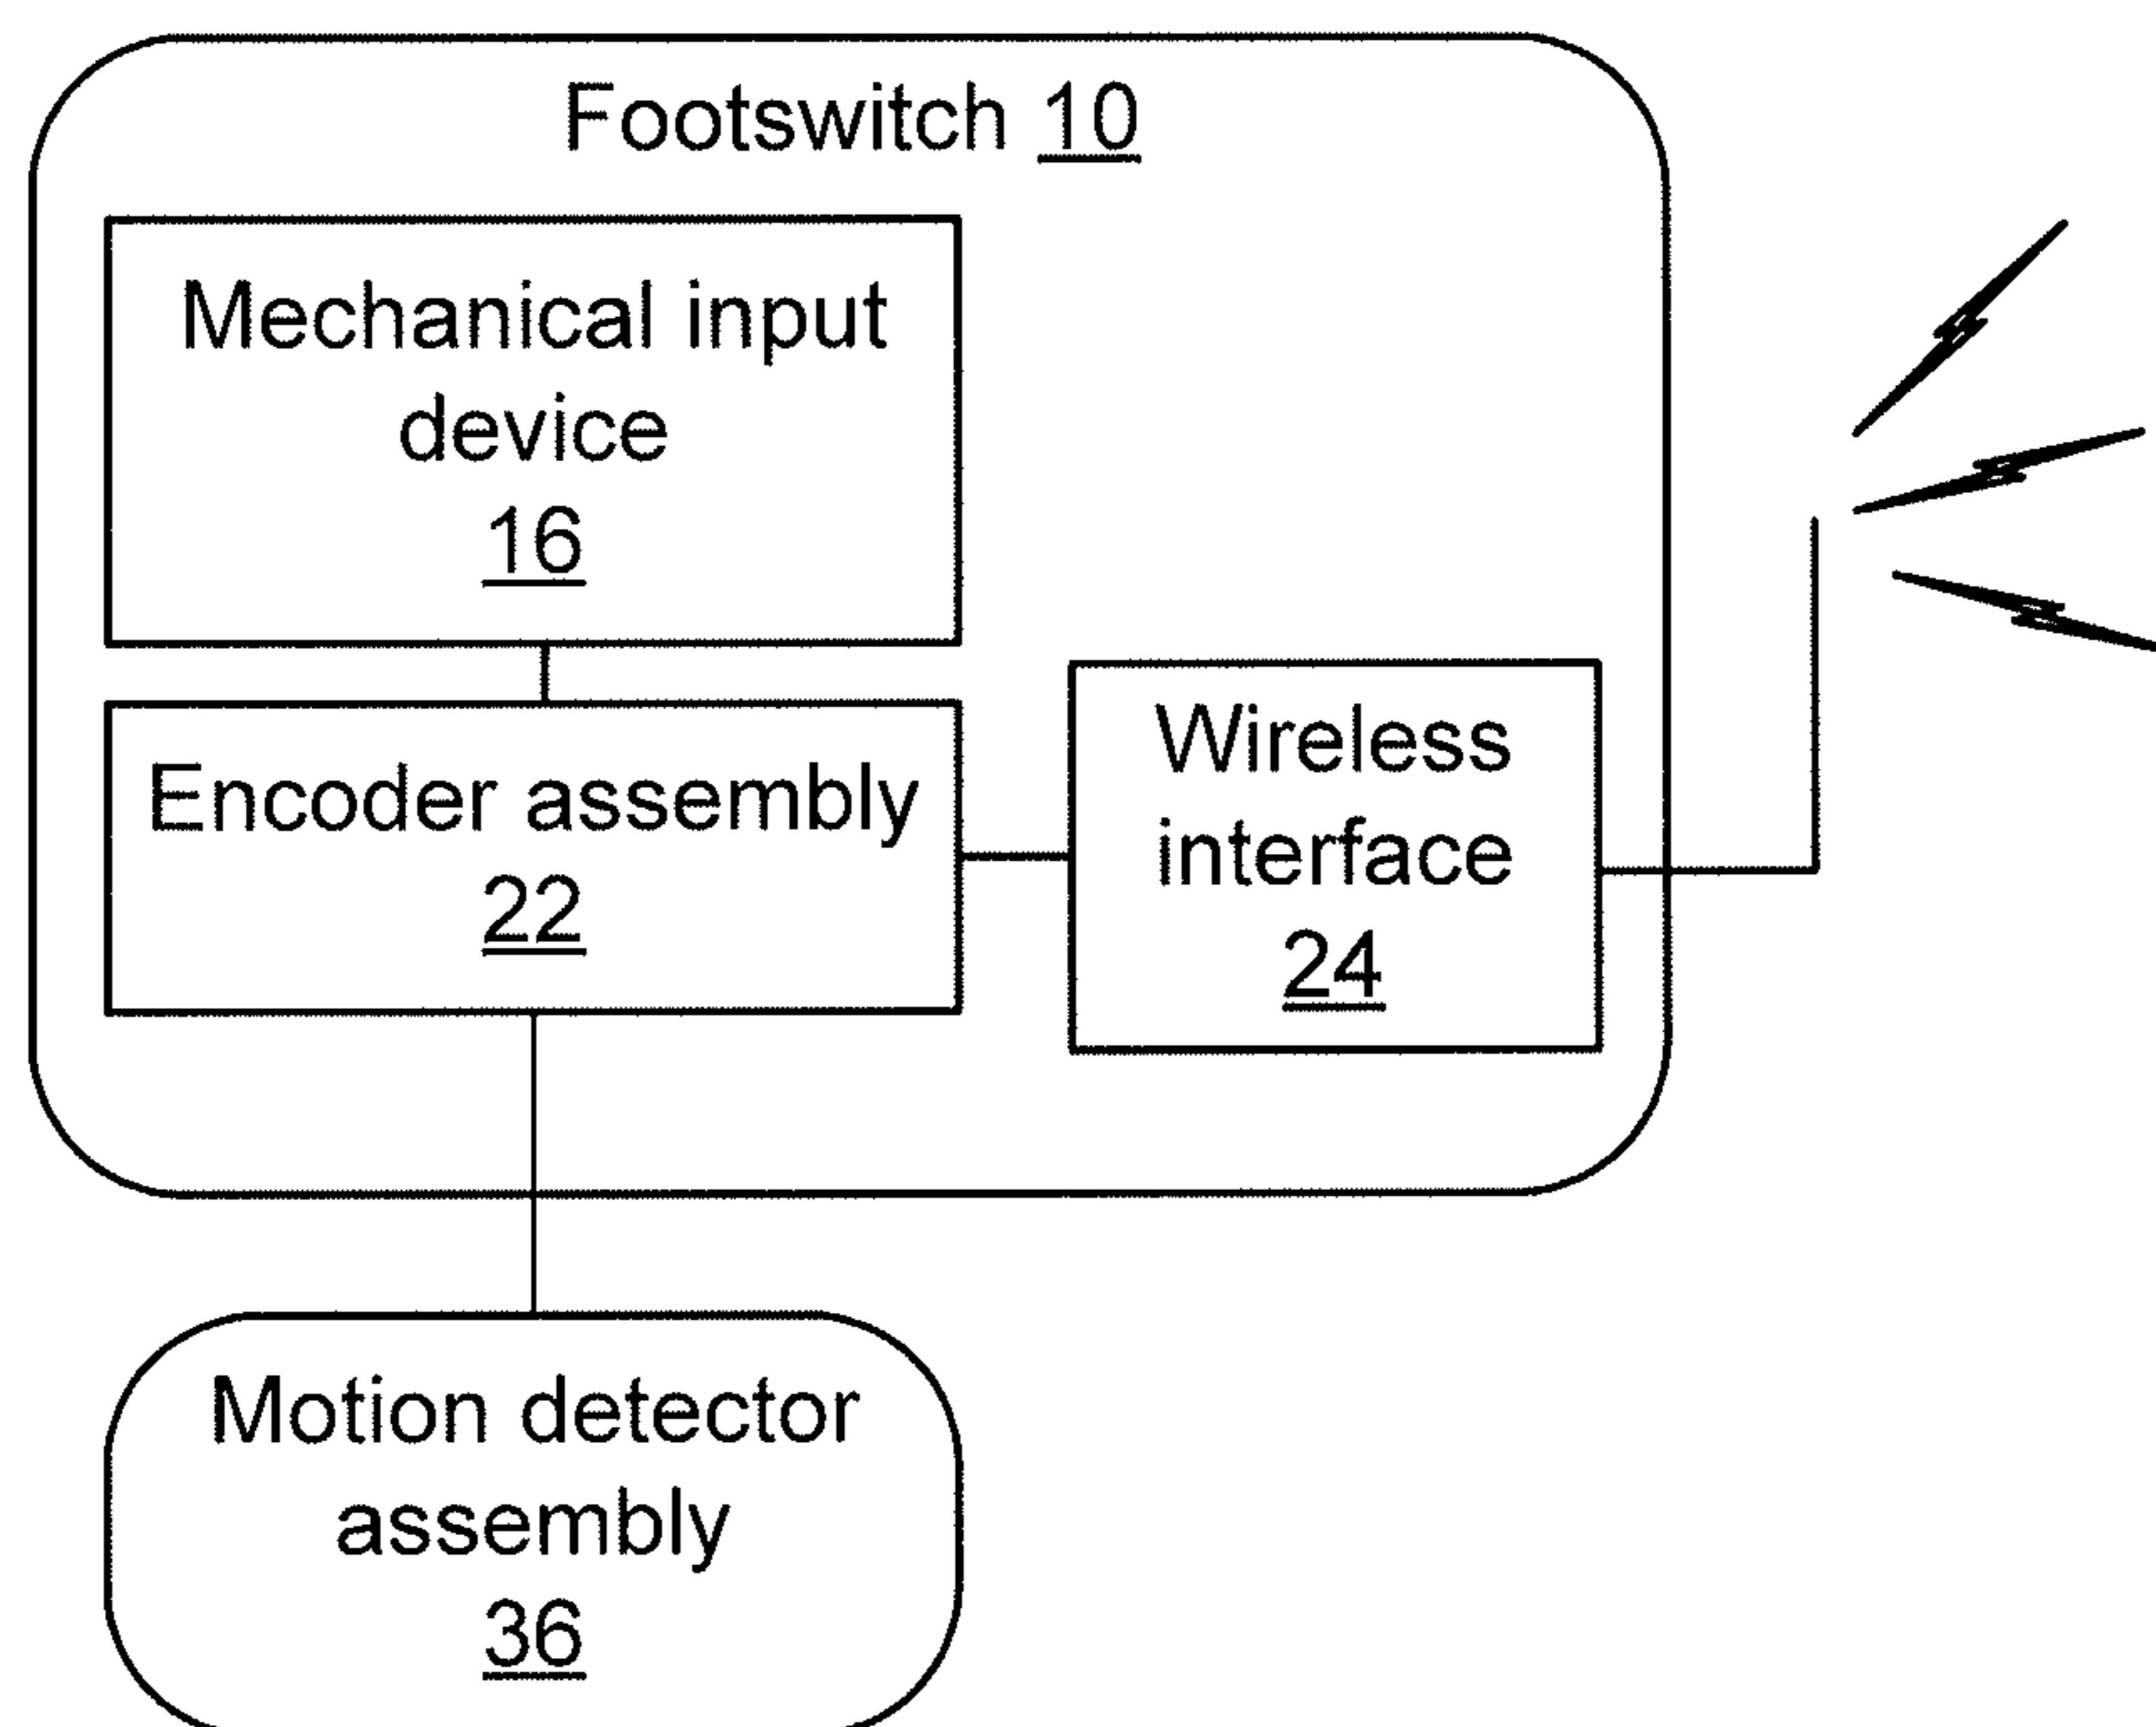 Footswitch 10
Mechanical input
device
16
Encoder assembly
22
Wireless
interface
24
Motion detector
assembly
36